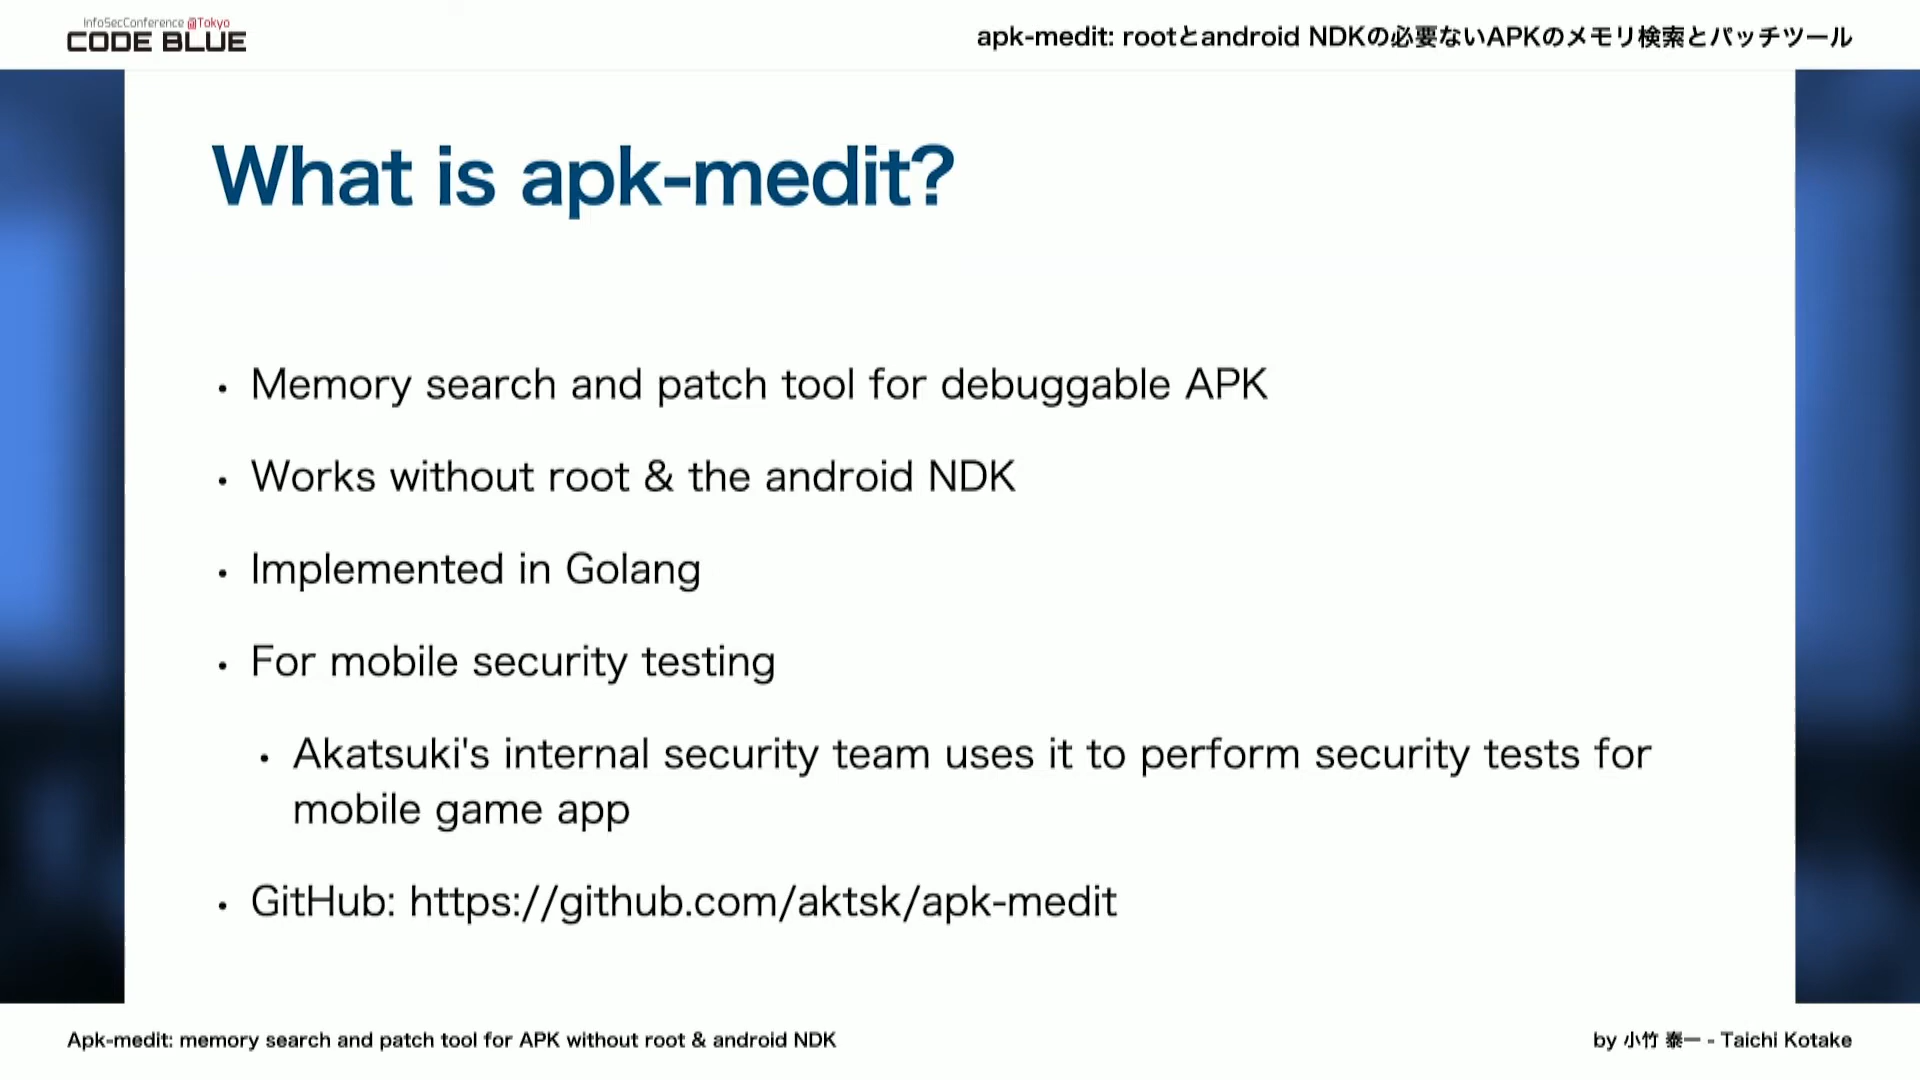 InfoSecConference @Tokyo
CODE BLUE
apk-medit: rootとandroid NDKの必要ないAPKのメモリ検索とパッチツール
What is apk-medit?
• Memory search and patch tool for debuggable APK
• Works without root & the android NDK
• Implemented in Golang
• For mobile security testing
• Akatsuki's internal security team uses it to perform security tests for
mobile game app
• GitHub: https://github.com/aktsk/apk-medit
Apk-medit: memory search and patch tool for APK without root & android NDK
by 小竹 泰一 - Taichi Kotake